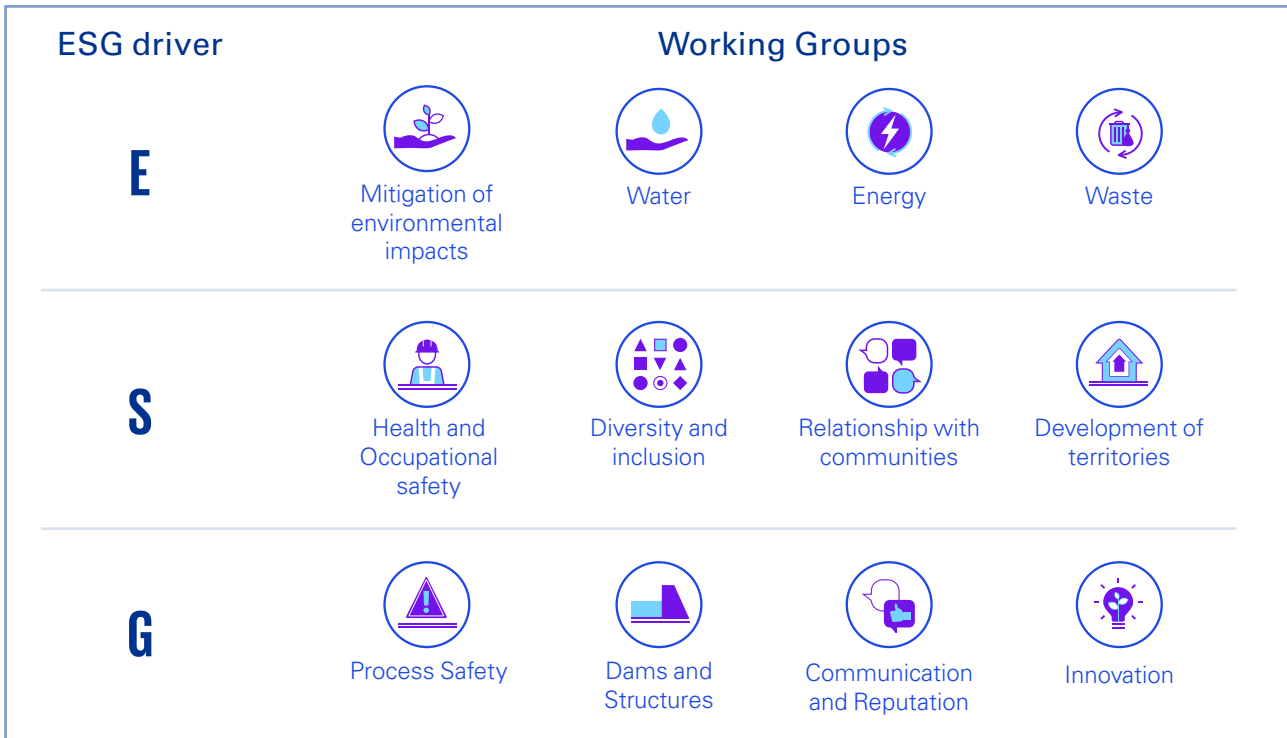 ESG driver
Working Groups
E
Mitigation of
environmental
impacts
Water
Energy
Waste
S
Health and
Occupational
safety
Diversity and
inclusion
Relationship with
communities
Development of
territories
G
Process Safety
Dams and
Structures
Communication
and Reputation
Innovation